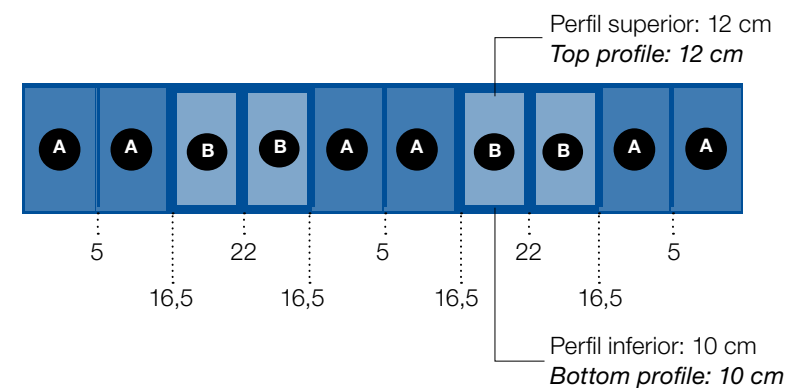 Perfil superior: 12 cm
Top profile: 12 cm
A A B B A A B B A A
5 22 5 22 5
16,5 16,5 16,5 16,5
Perfil inferior: 10 cm
Bottom profile: 10 cm